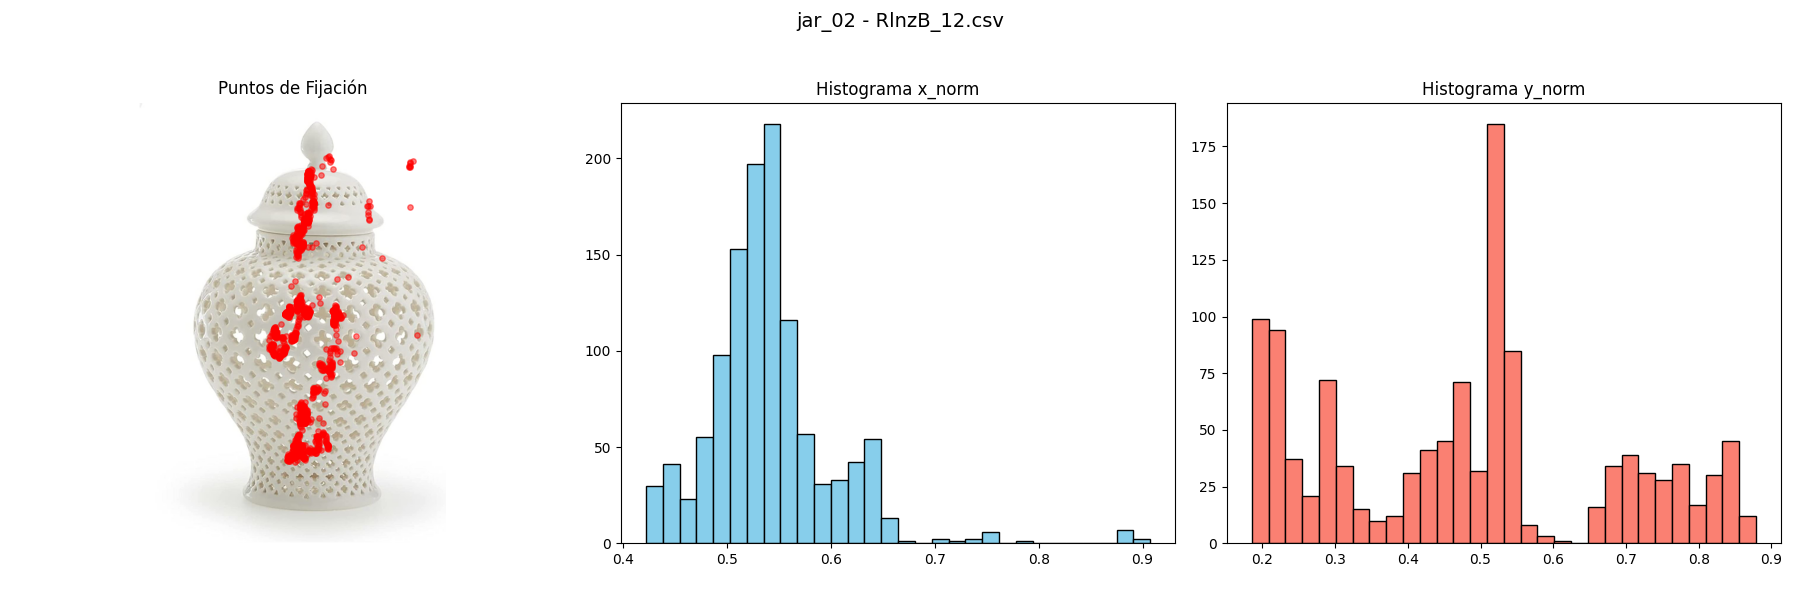 jar_02 - RlnzB_12.csv
Puntos de Fijación
Histograma x_norm
200
150
100
50
0
0.4 0.5 0.6 0.7 0.8 0.9
Histograma y_norm
175
150
125
100
75
50
25
0
0.2 0.3 0.4 0.5 0.6 0.7 0.8 0.9